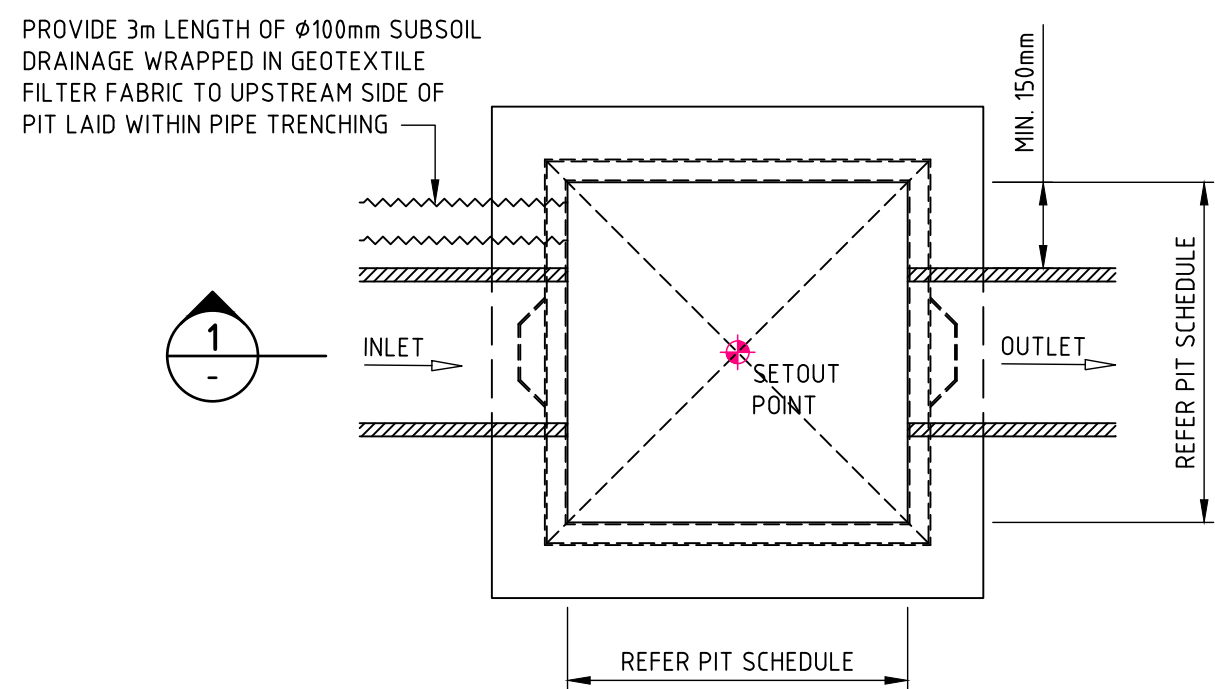 PROVIDE 3m LENGTH OF Ø100mm SUBSOIL
DRAINAGE WRAPPED IN GEOTEXTILE
FILTER FABRIC TO UPSTREAM SIDE OF
PIT LAID WITHIN PIPE TRENCHING
MIN. 150mm
REFER PIT SCHEDULE
1
-
INLET
OUTLET
SETOUT
POINT
REFER PIT SCHEDULE